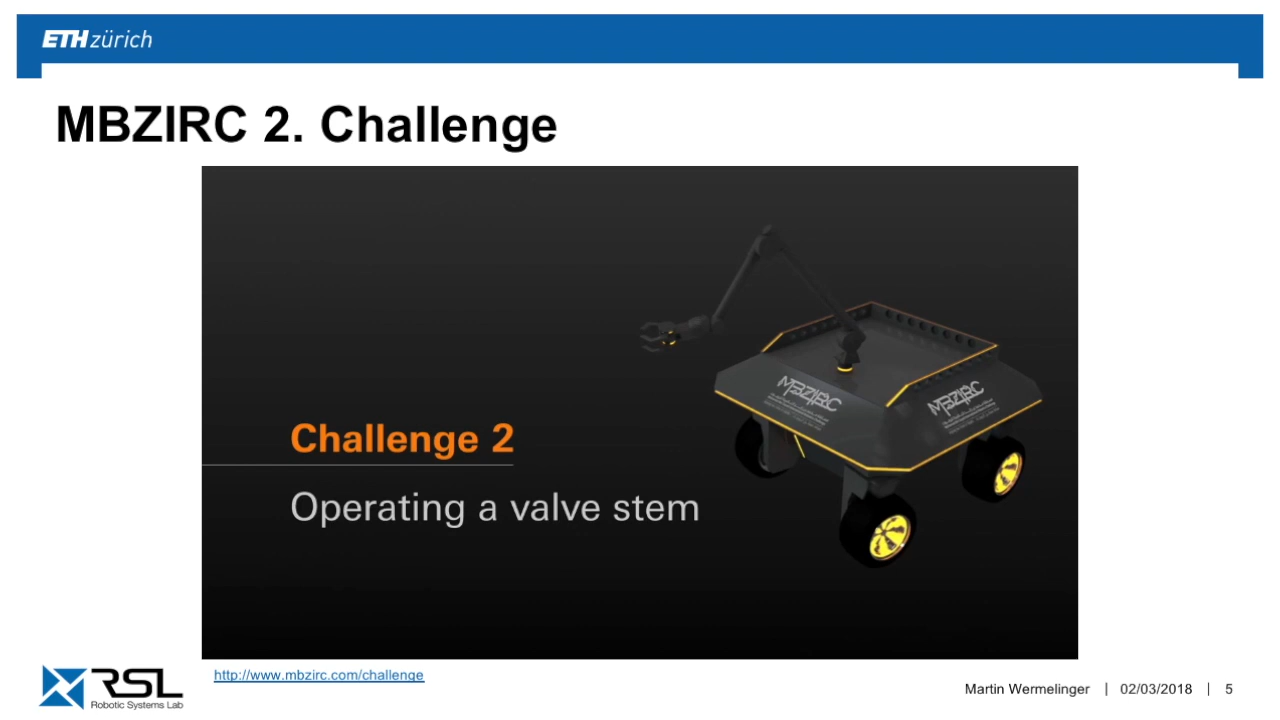 ETH zürich
MBZIRC 2. Challenge
MBZIRC
MBZIRC
Challenge 2
Operating a valve stem
http://www.mbzirc.com/challenge
RSL
Robotic Systems Lab
Martin Wermelinger | 02/03/2018 | 5